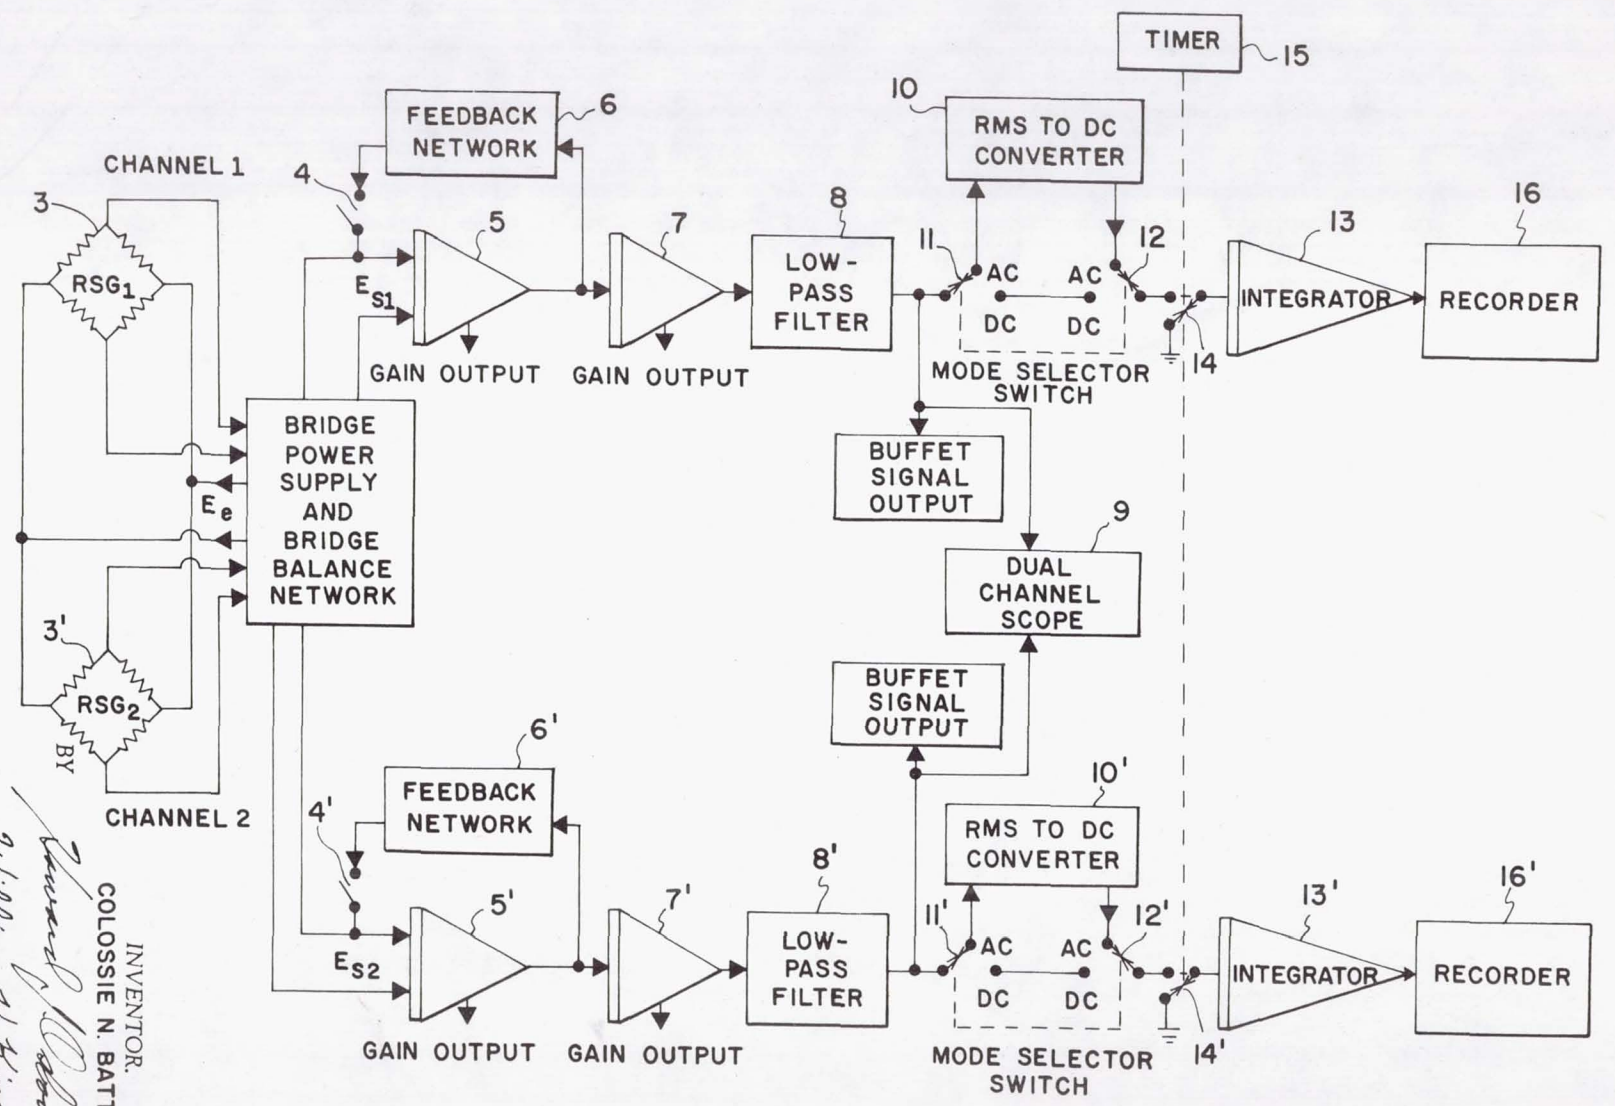 TIMER
15
10
RMS TO DC
CONVERTER
FEEDBACK
NETWORK
6
CHANNEL 1
4
3
RSG1
5
7
8
11
12
13
16
ES1
LOW-
PASS
FILTER
AC
AC
DC
DC
INTEGRATOR
RECORDER
14
GAIN OUTPUT
GAIN OUTPUT
MODE SELECTOR
SWITCH
BRIDGE
POWER
SUPPLY
AND
BRIDGE
BALANCE
NETWORK
Ee
BUFFET
SIGNAL
OUTPUT
9
DUAL
CHANNEL
SCOPE
3'
RSG2
BUFFET
SIGNAL
OUTPUT
CHANNEL 2
6'
FEEDBACK
NETWORK
4'
10'
RMS TO DC
CONVERTER
5'
7'
8'
11'
12'
13'
16'
ES2
LOW-
PASS
FILTER
AC
AC
DC
DC
INTEGRATOR
RECORDER
14'
GAIN OUTPUT
GAIN OUTPUT
MODE SELECTOR
SWITCH
INVENTOR
COLOSSIE N. BATT
BY